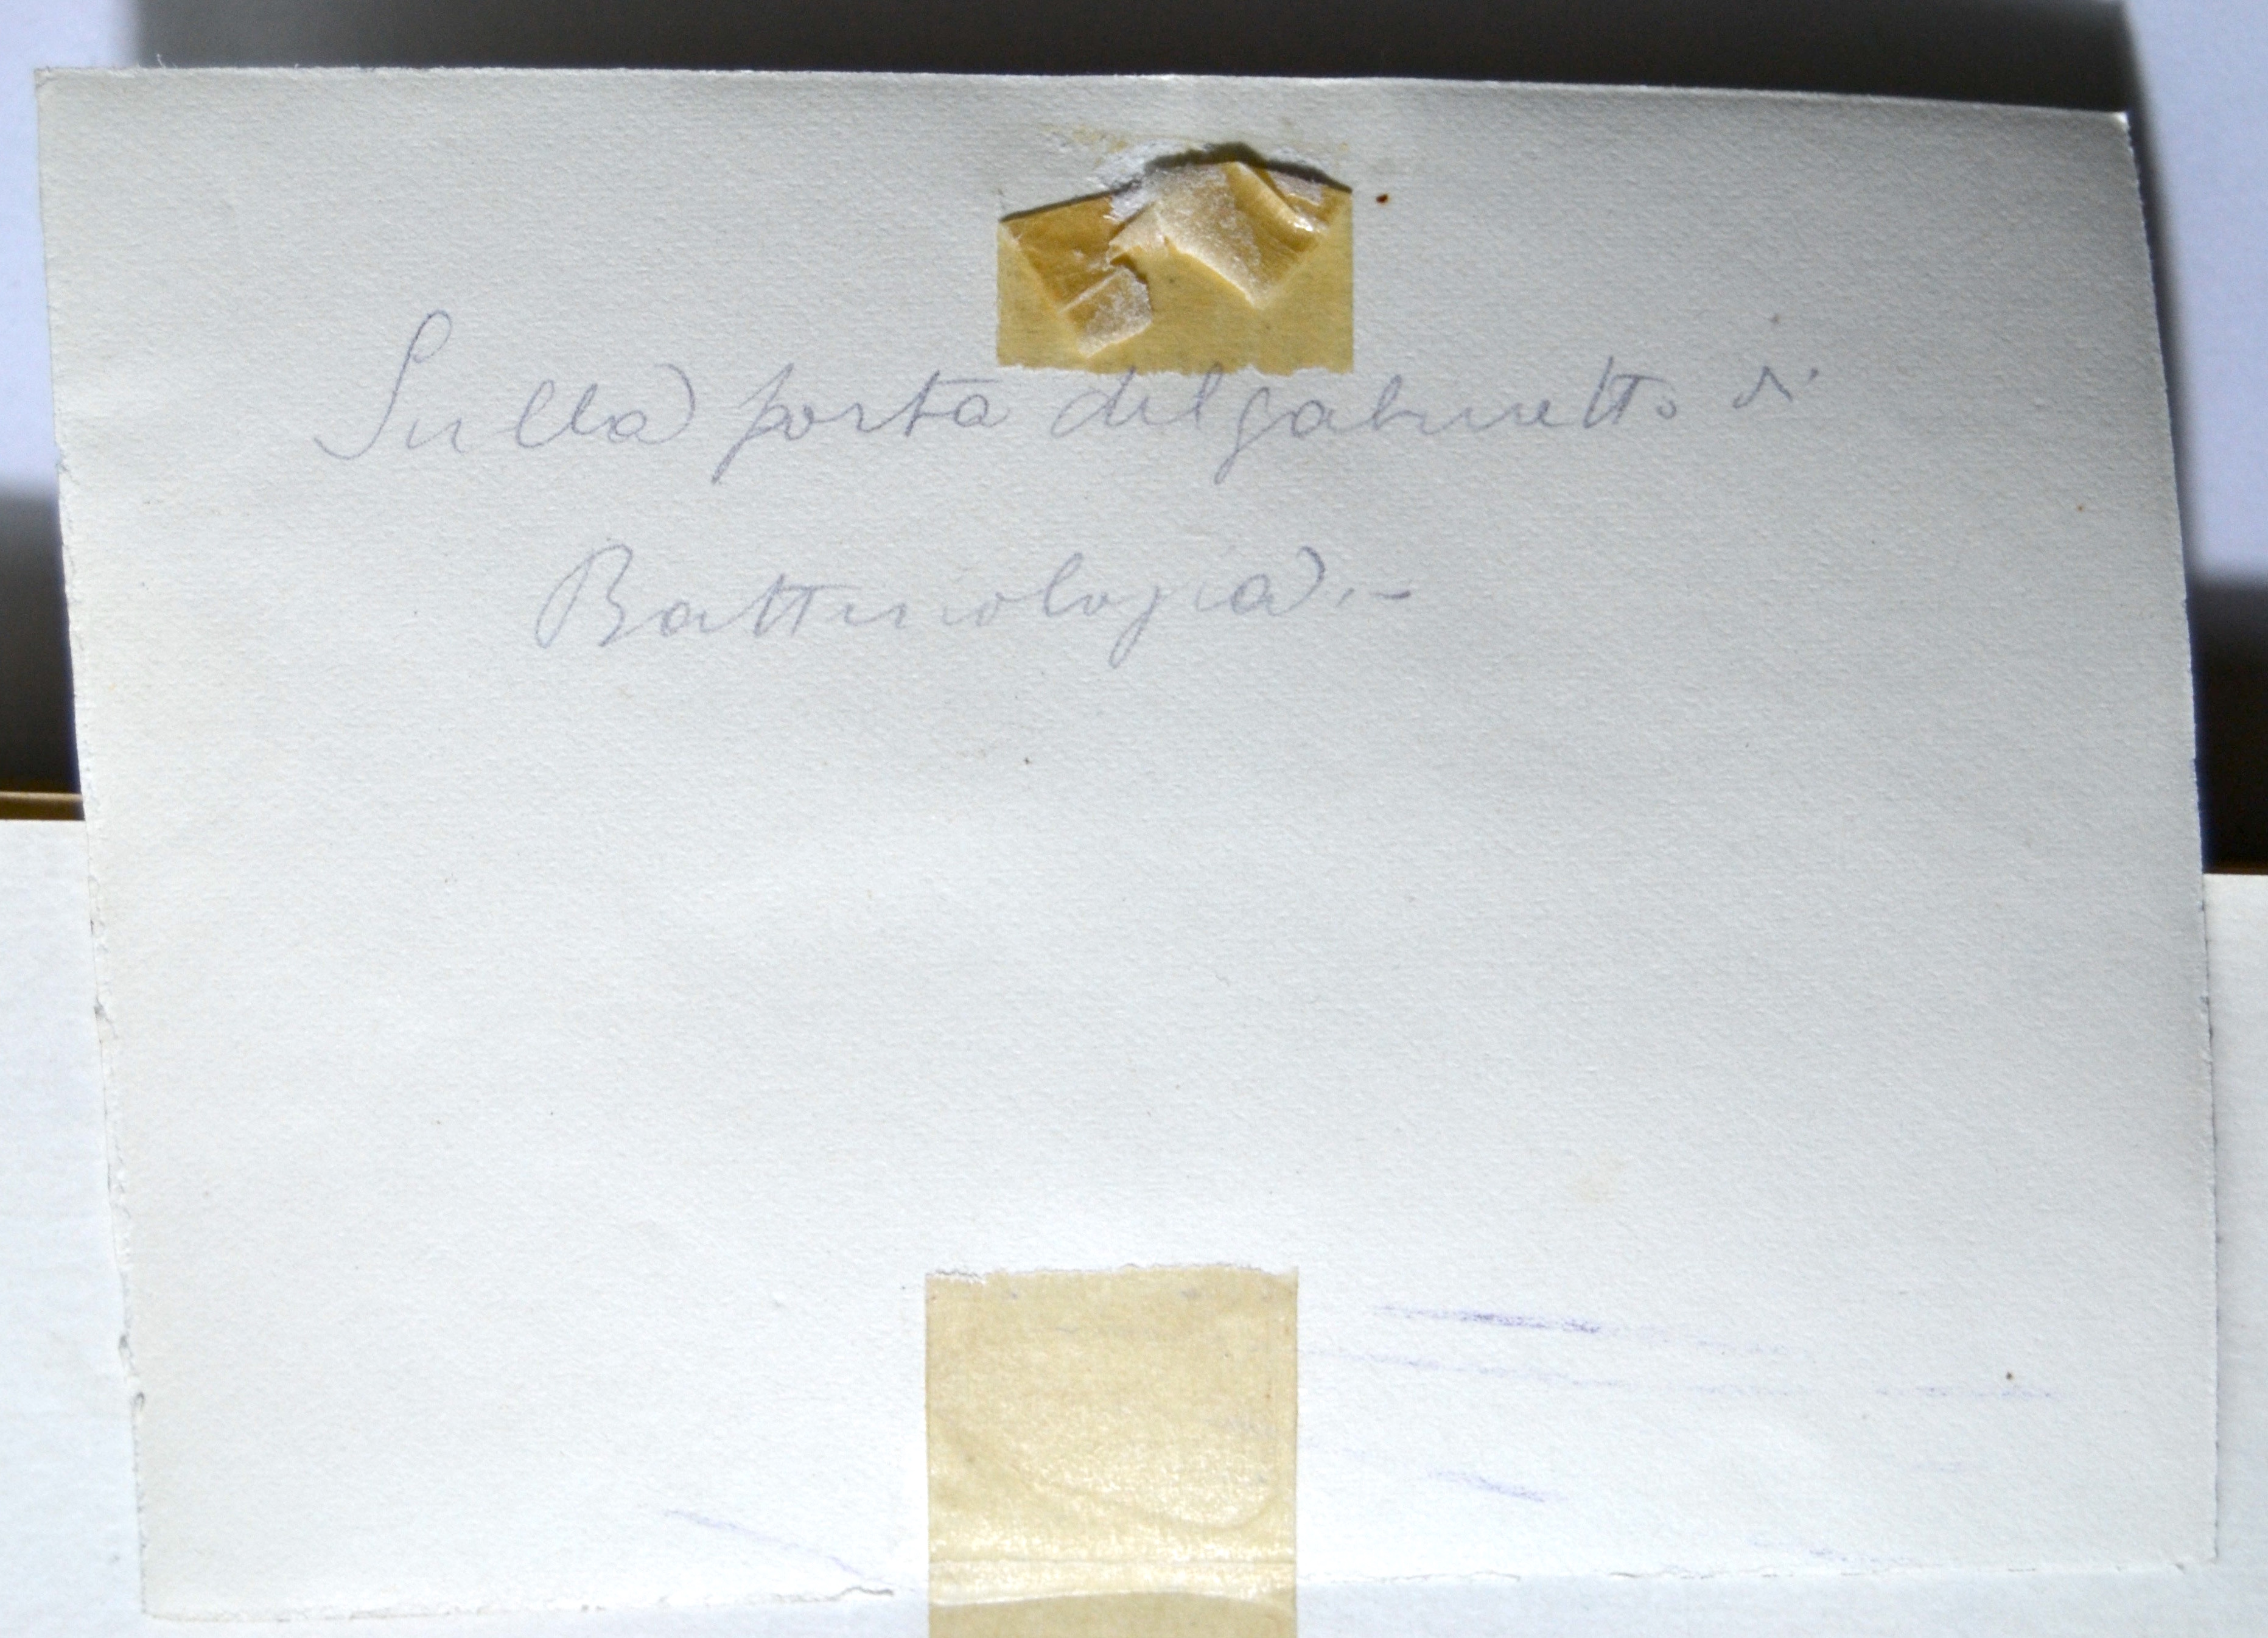 Sulla porta del gabinetto di
Batteriologia.-